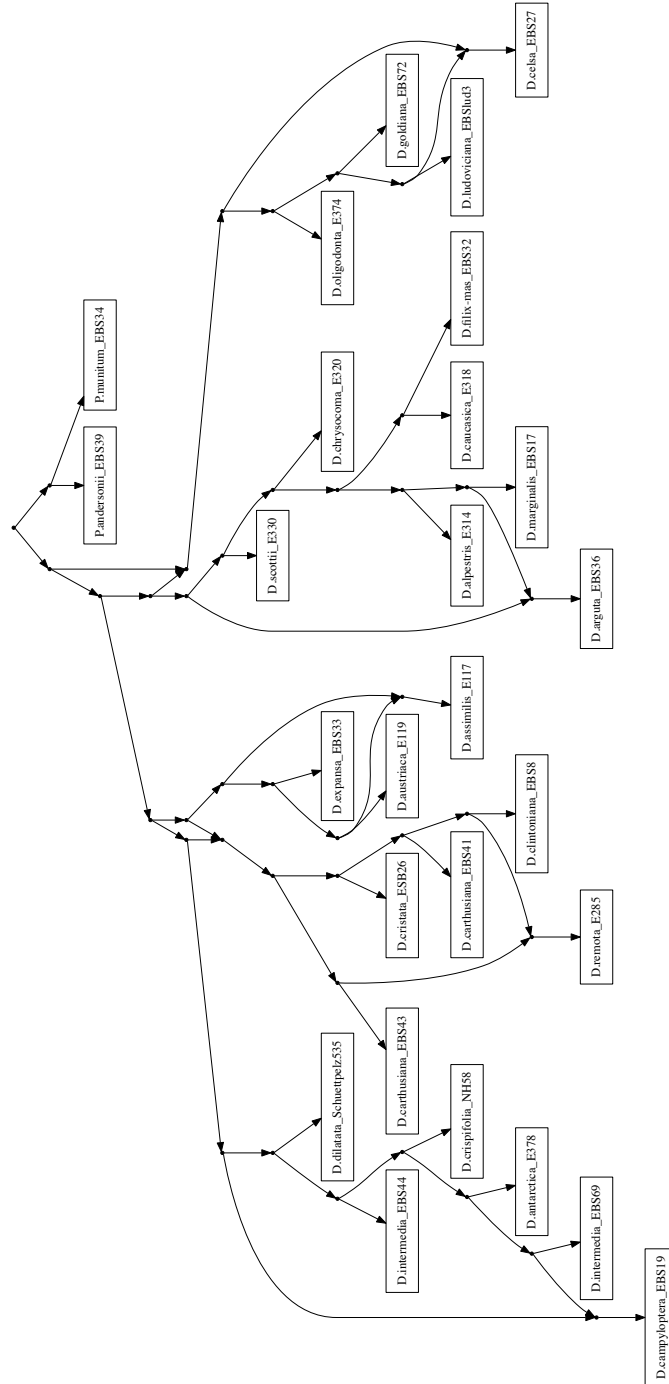 D.celsa_EBS27
D.goldiana_EBS72
D.ludoviciana_EBSlud3
D.oligodonta_E374
D.filix-mas_EBS32
P.munitum_EBS34
D.chrysocoma_E320
D.caucasica_E318
P.andersonii_EBS39
D.marginalis_EBS17
D.scottii_E330
D.alpestris_E314
D.arguta_EBS36
D.assimilis_E117
D.expansa_EBS33
D.austriaca_E119
D.clintoniana_EBS8
D.cristata_ESB26
D.carthusiana_EBS41
D.remota_E285
D.carthusiana_EBS43
D.dilatata_Schuettpelz535
D.crispifolia_NH58
D.intermedia_EBS44
D.antarctica_E378
D.intermedia_EBS69
D.campyloptera_EBS19